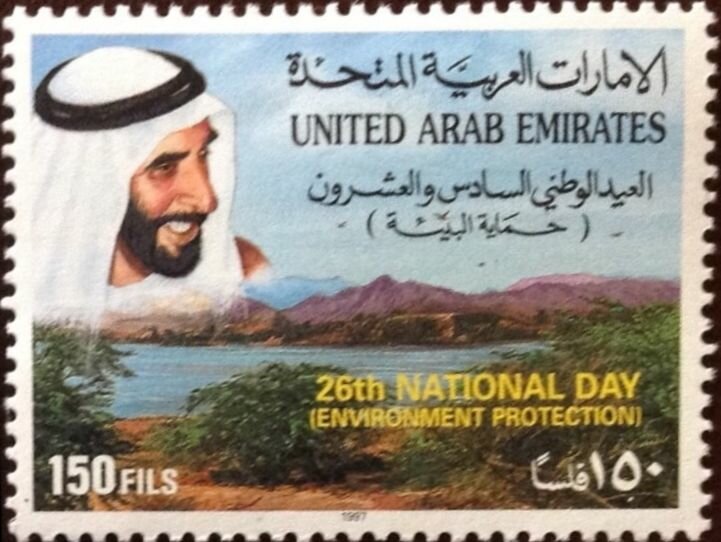 الامارات العربية المتحدة
UNITED ARAB EMIRATES
العيد الوطني السادس والعشرون
( حماية البيئة )
26th NATIONAL DAY
(ENVIRONMENT PROTECTION)
150 FILS
١٥٠ فلسًا
1997